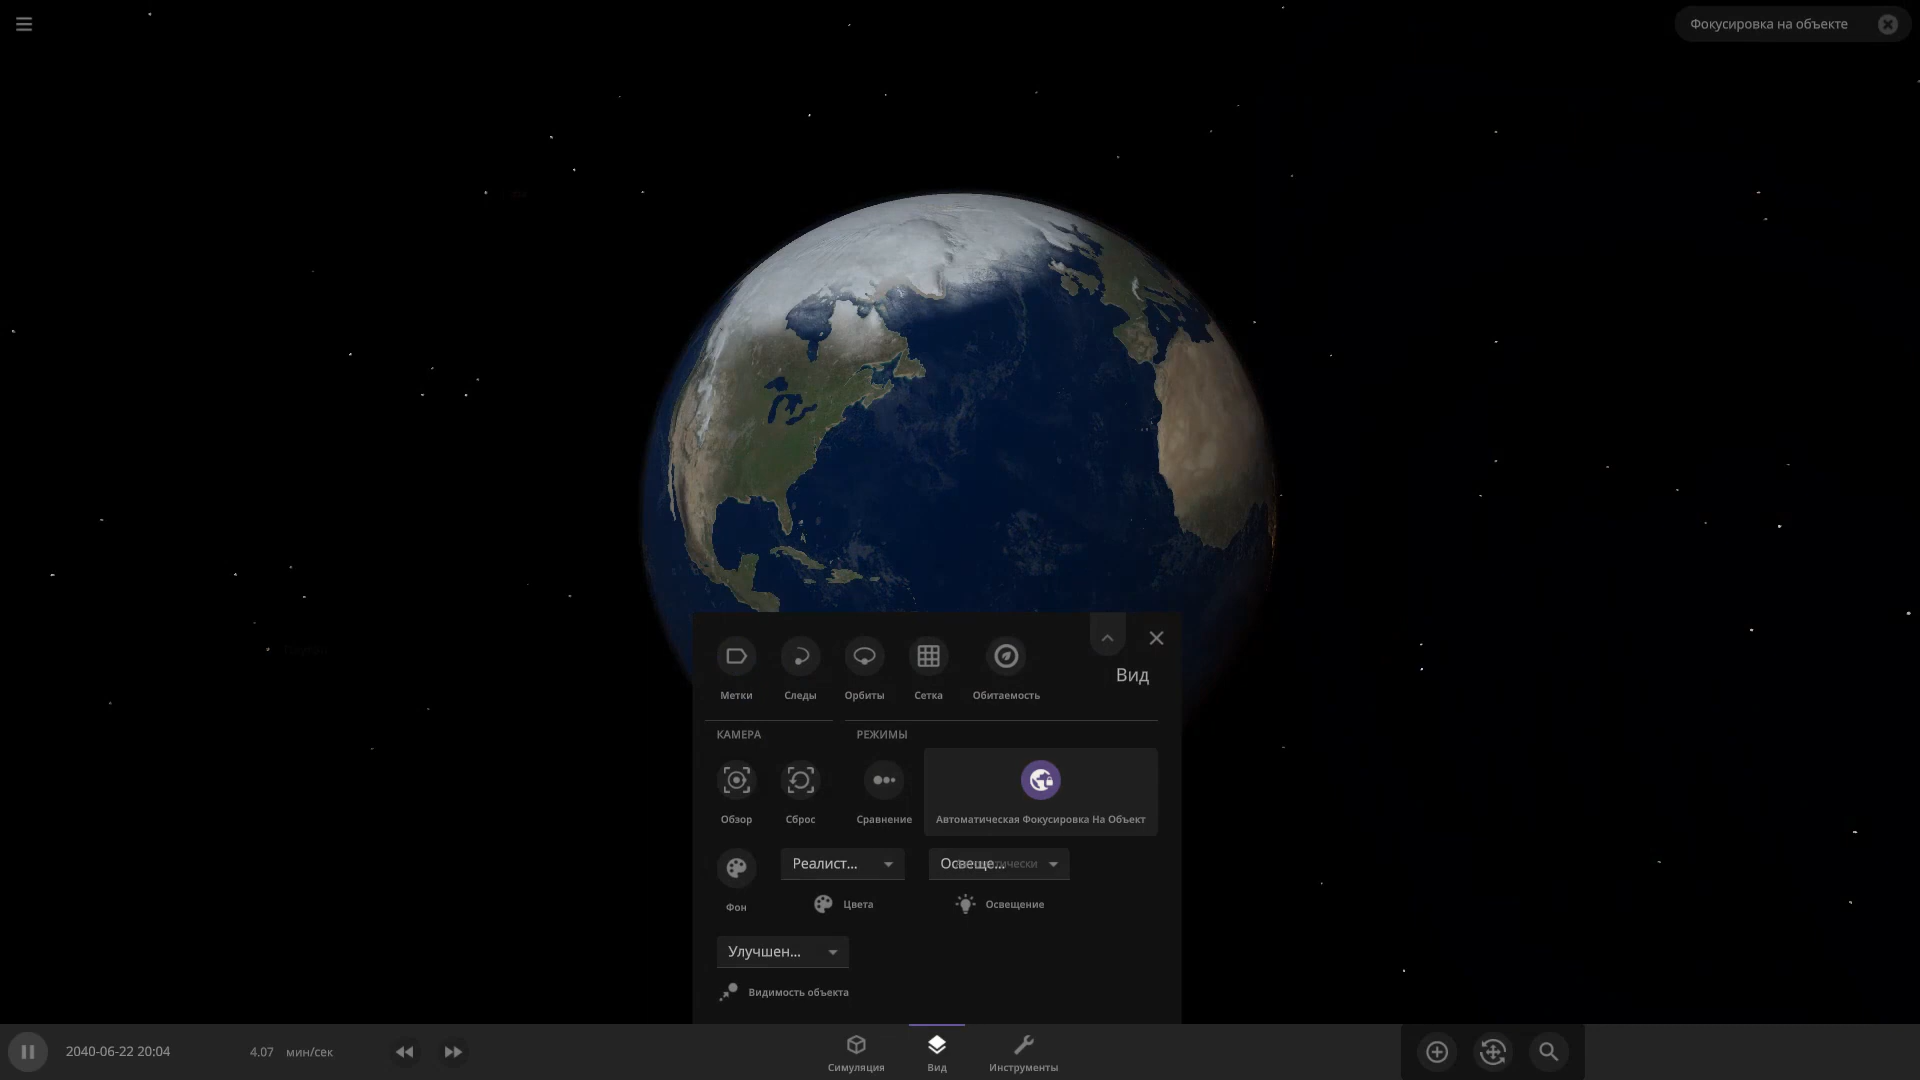 Фокусировка на объекте
Метки
Следы
Орбиты
Сетка
Обитаемость
Вид
КАМЕРА
РЕЖИМЫ
Обзор
Сброс
Сравнение
Автоматическая Фокусировка На Объект
Фон
Реалист...
Освеще...
Цвета
Освещение
Улучшен...
Видимость объекта
2040-06-22 20:04
4.07 мин/сек
Симуляция
Вид
Инструменты